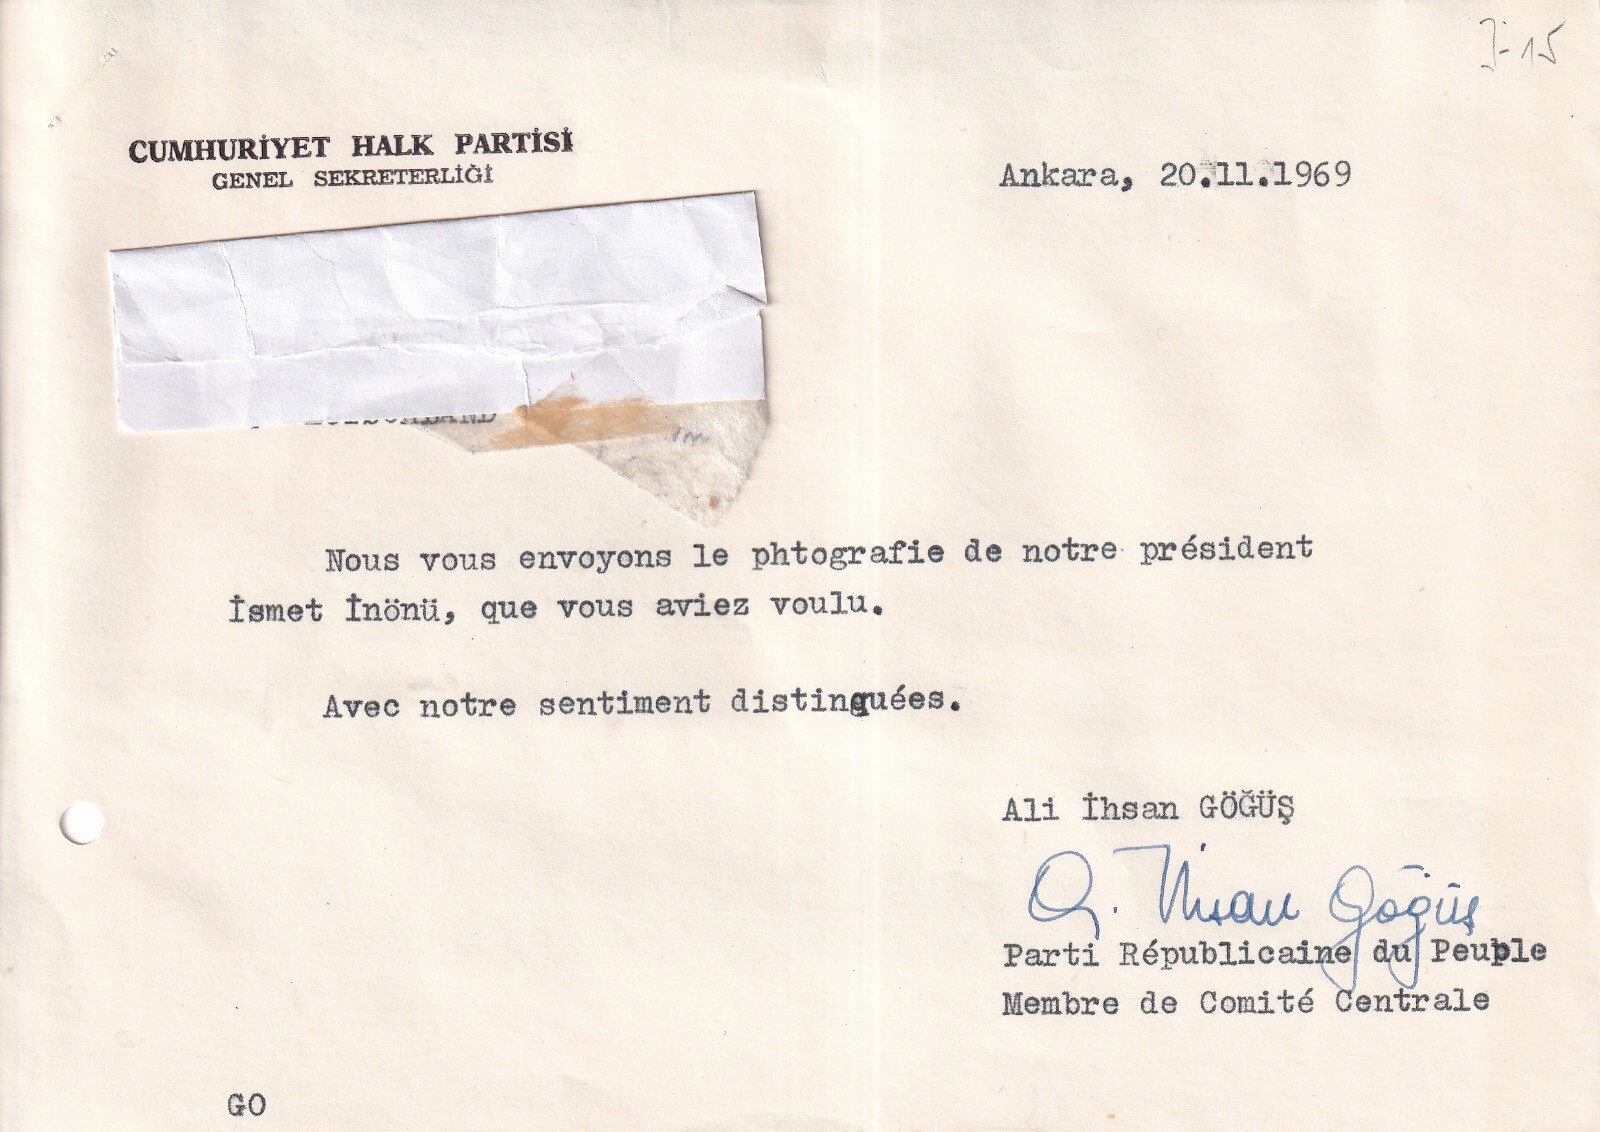 J-15
CUMHURİYET HALK PARTİSİ
GENEL SEKRETERLİĞİ
Ankara, 20.11.1969
Nous vous envoyons le phtografie de notre président
İsmet İnönü, que vous aviez voulu.
Avec notre sentiment distinguées.
Ali İhsan GÖĞÜŞ
A. İhsan Göğüş
Parti Républicaine du Peuple
Membre de Comité Centrale
GO